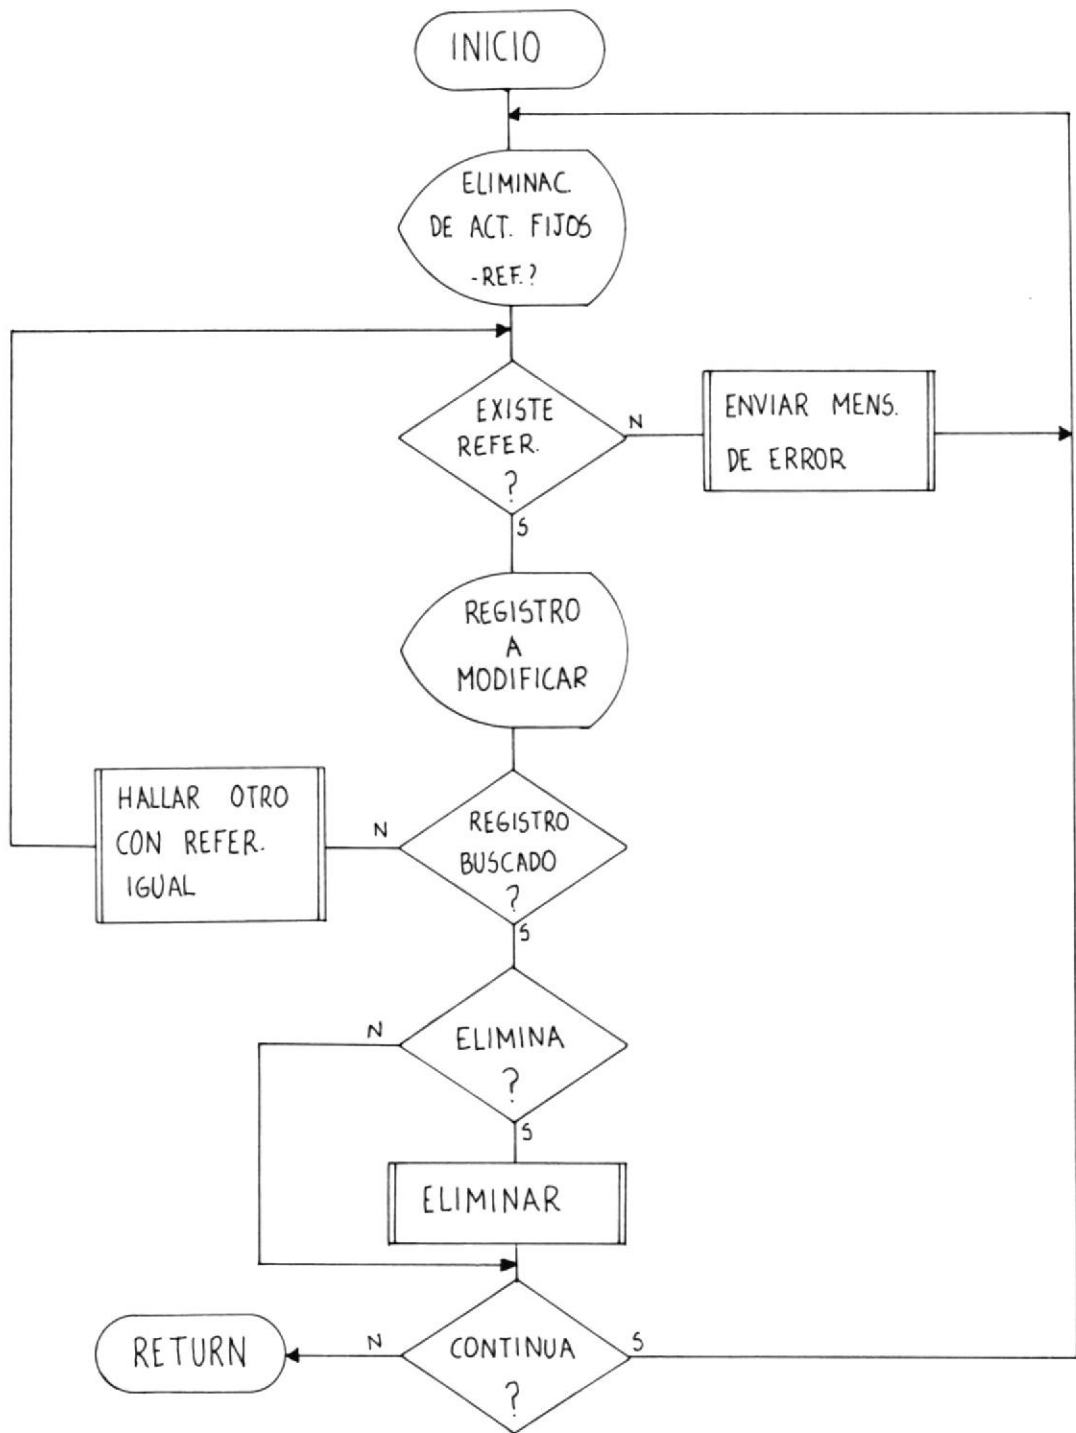 INICIO
ELIMINAC.
DE ACT. FIJOS
-REF.?
EXISTE
REFER.
?
N
ENVIAR MENS.
DE ERROR
S
REGISTRO
A
MODIFICAR
HALLAR OTRO
CON REFER.
IGUAL
N
REGISTRO
BUSCADO
?
S
N
ELIMINA
?
S
ELIMINAR
RETURN
N
CONTINUA
?
S